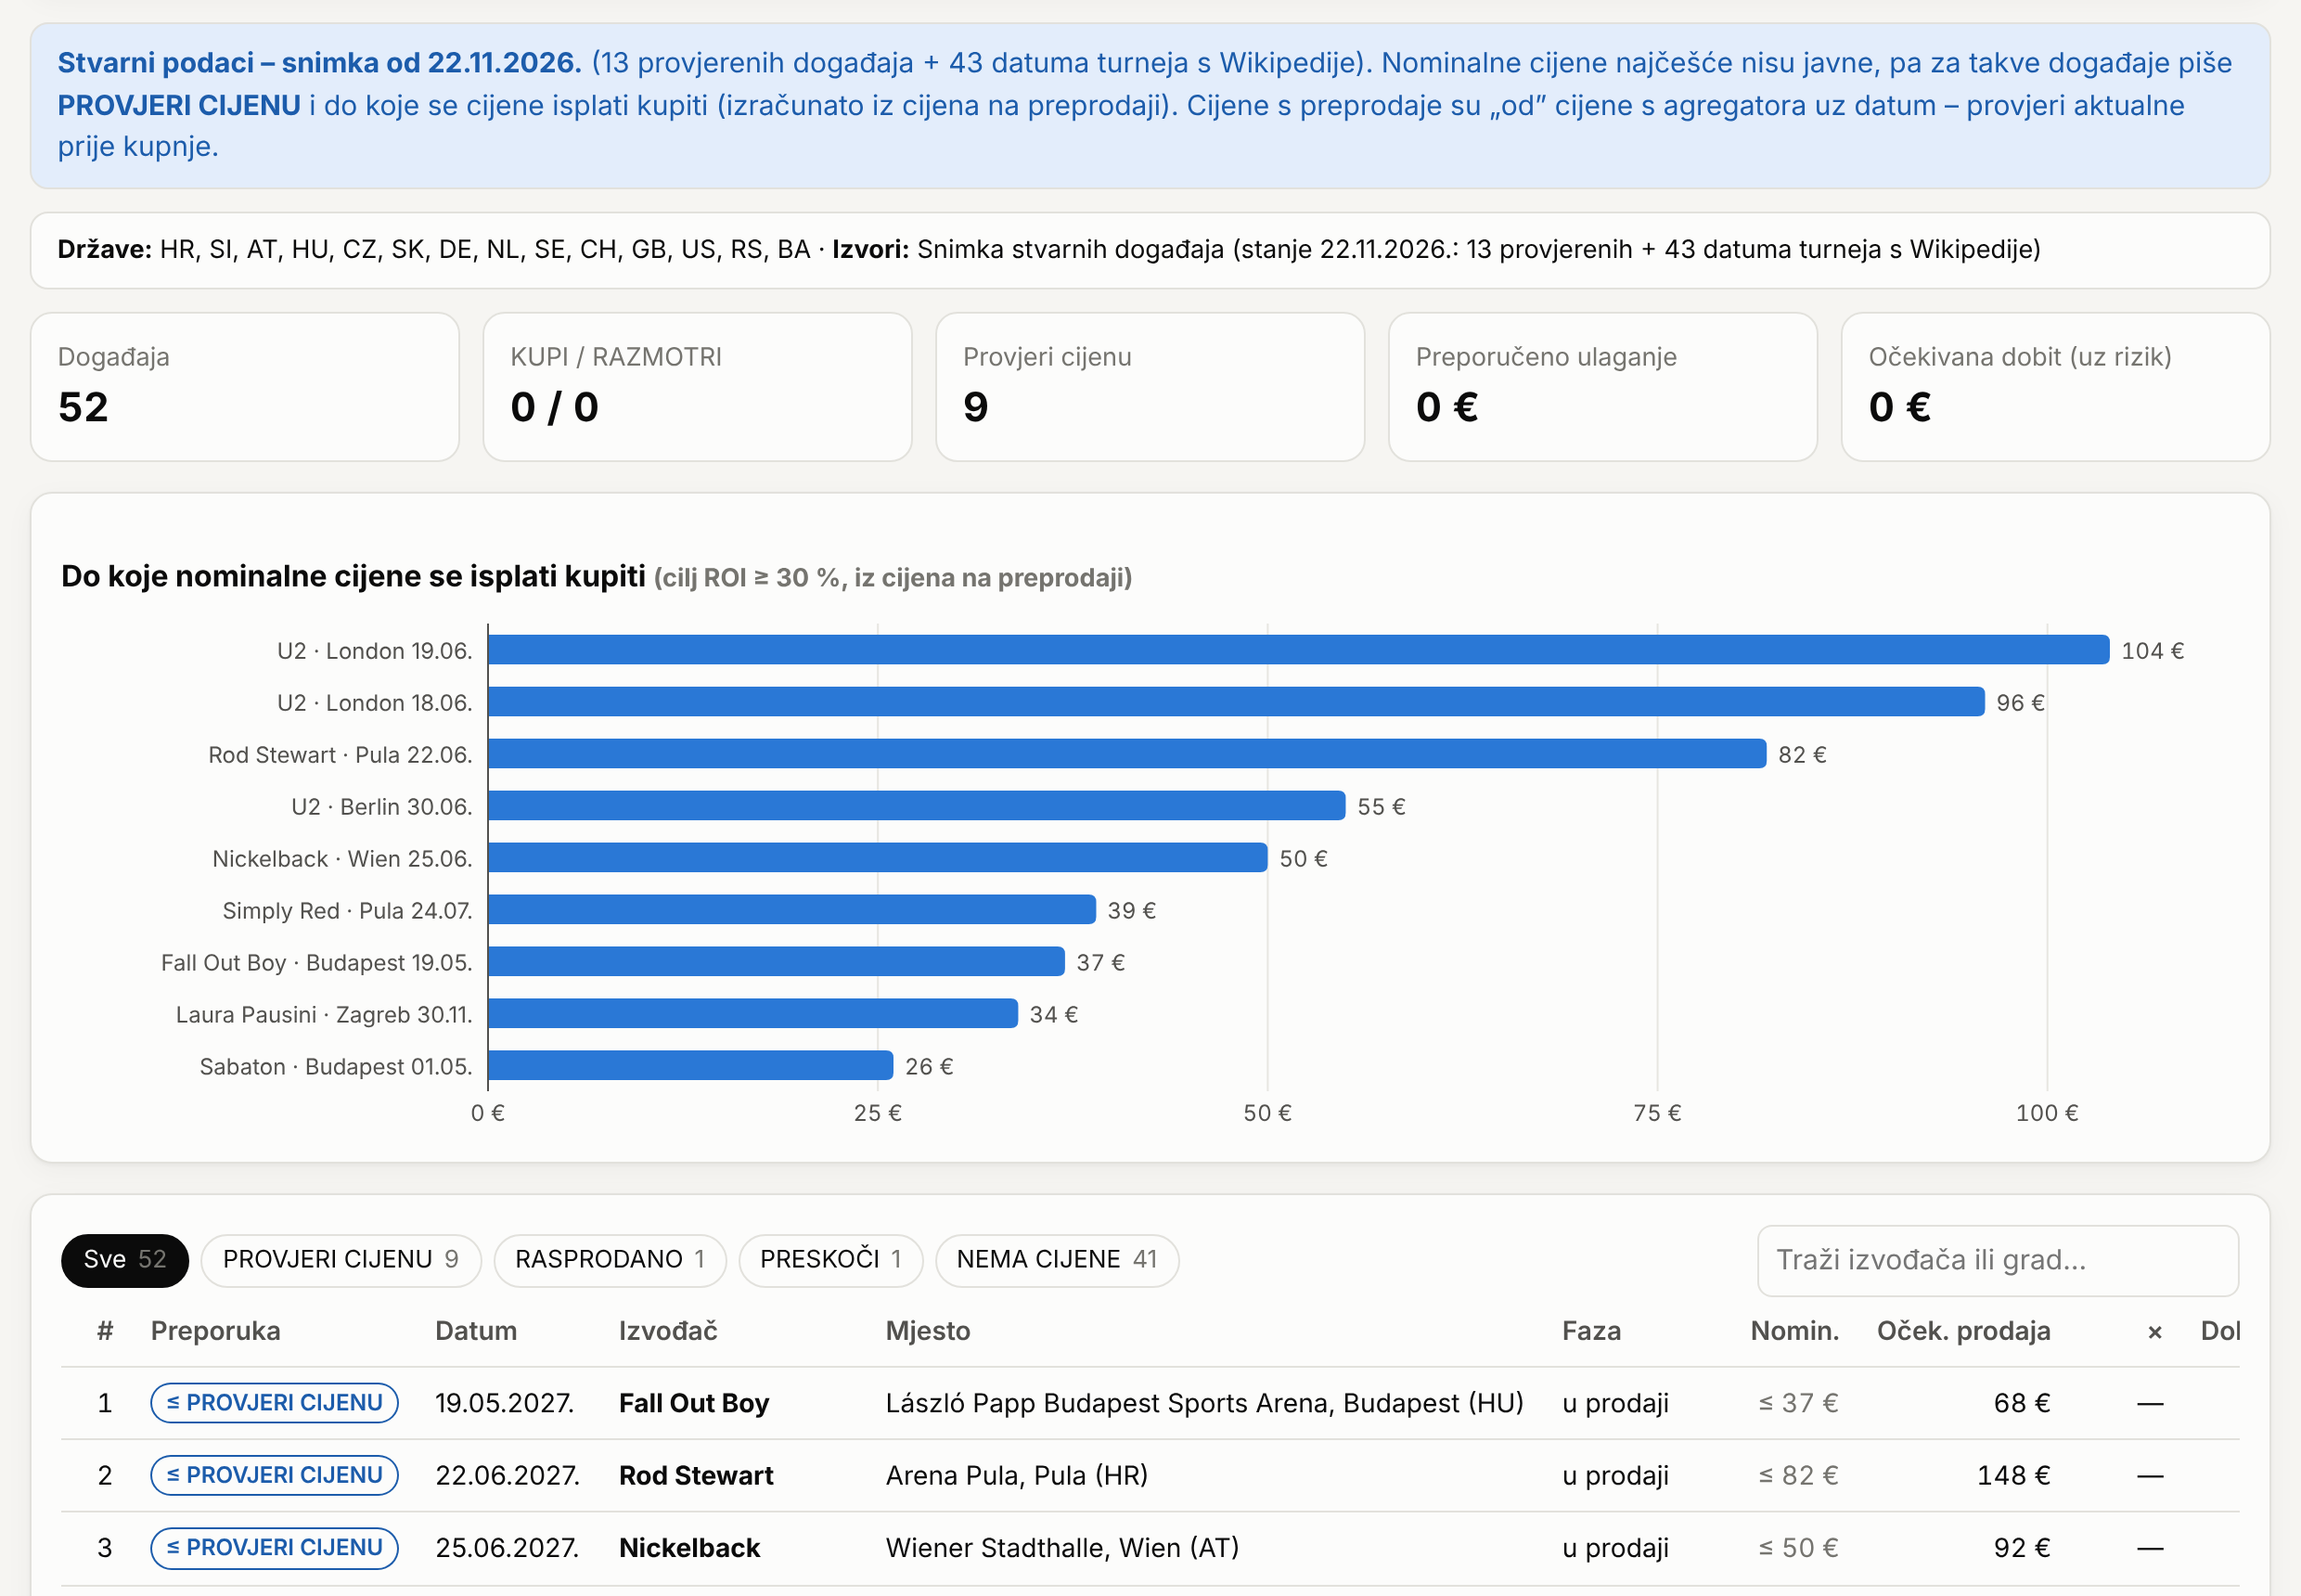 Stvarni podaci – snimka od 22.11.2026. (13 provjerenih događaja + 43 datuma turneja s Wikipedije). Nominalne cijene najčešće nisu javne, pa za takve događaje piše
PROVJERI CIJENU i do koje se cijene isplati kupiti (izračunato iz cijena na preprodaji). Cijene s preprodaje su „od” cijene s agregatora uz datum – provjeri aktualne
prije kupnje.
Države: HR, SI, AT, HU, CZ, SK, DE, NL, SE, CH, GB, US, RS, BA · Izvori: Snimka stvarnih događaja (stanje 22.11.2026.: 13 provjerenih + 43 datuma turneja s Wikipedije)
Događaja
52
KUPI / RAZMOTRI
0 / 0
Provjeri cijenu
9
Preporučeno ulaganje
0 €
Očekivana dobit (uz rizik)
0 €
Do koje nominalne cijene se isplati kupiti (cilj ROI ≥ 30 %, iz cijena na preprodaji)
U2 · London 19.06. 104 €
U2 · London 18.06. 96 €
Rod Stewart · Pula 22.06. 82 €
U2 · Berlin 30.06. 55 €
Nickelback · Wien 25.06. 50 €
Simply Red · Pula 24.07. 39 €
Fall Out Boy · Budapest 19.05. 37 €
Laura Pausini · Zagreb 30.11. 34 €
Sabaton · Budapest 01.05. 26 €
0 € 25 € 50 € 75 € 100 €
Sve 52 PROVJERI CIJENU 9 RASPRODANO 1 PRESKOČI 1 NEMA CIJENE 41 Traži izvođača ili grad...
# Preporuka Datum Izvođač Mjesto Faza Nomin. Oček. prodaja ×
1 ≤ PROVJERI CIJENU 19.05.2027. Fall Out Boy László Papp Budapest Sports Arena, Budapest (HU) u prodaji ≤ 37 € 68 € —
2 ≤ PROVJERI CIJENU 22.06.2027. Rod Stewart Arena Pula, Pula (HR) u prodaji ≤ 82 € 148 € —
3 ≤ PROVJERI CIJENU 25.06.2027. Nickelback Wiener Stadthalle, Wien (AT) u prodaji ≤ 50 € 92 € —